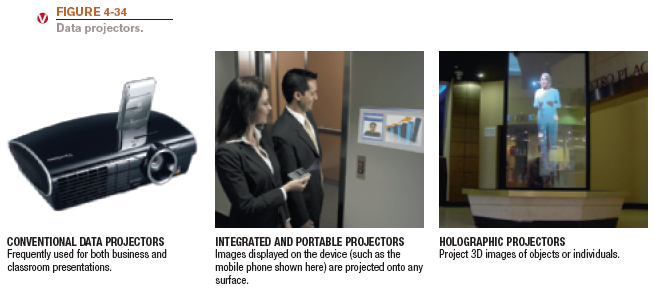 FIGURE 4-34
Data projectors.
CONVENTIONAL DATA PROJECTORS
Frequently used for both business and
classroom presentations.
INTEGRATED AND PORTABLE PROJECTORS
Images displayed on the device (such as the
mobile phone shown here) are projected onto any
surface.
HOLOGRAPHIC PROJECTORS
Project 3D images of objects or individuals.